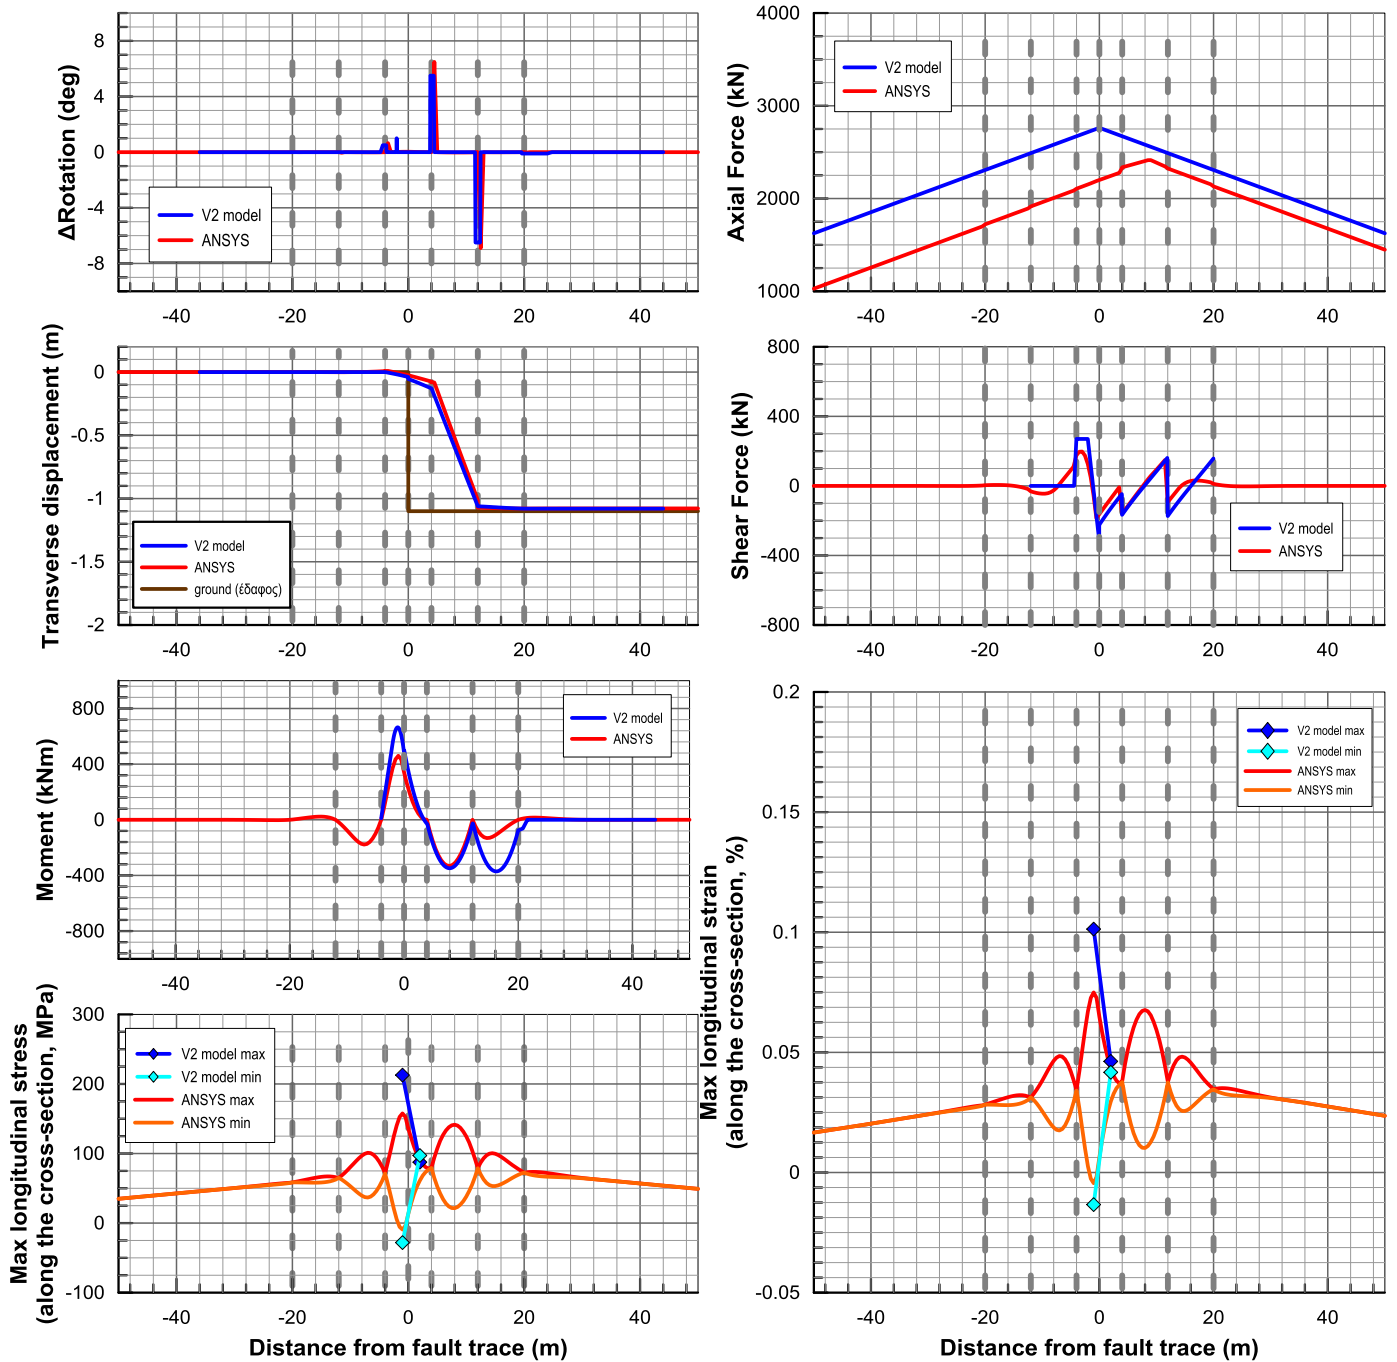 ΔRotation (deg)
8
4
0
-4
-8
V2 model
ANSYS
-40
-20
0
20
40
Axial Force (kN)
4000
3000
2000
1000
V2 model
ANSYS
-40
-20
0
20
40
Transverse displacement (m)
0
-0.5
-1
-1.5
-2
V2 model
ANSYS
ground (έδαφος)
-40
-20
0
20
40
Shear Force (kN)
800
400
0
-400
-800
V2 model
ANSYS
-40
-20
0
20
40
Moment (kNm)
800
400
0
-400
-800
V2 model
ANSYS
-40
-20
0
20
40
Max longitudinal stress
(along the cross-section, MPa)
300
200
100
0
-100
V2 model max
V2 model min
ANSYS max
ANSYS min
-40
-20
0
20
40
Distance from fault trace (m)
Max longitudinal strain
(along the cross-section, %)
0.2
0.15
0.1
0.05
0
-0.05
V2 model max
V2 model min
ANSYS max
ANSYS min
-40
-20
0
20
40
Distance from fault trace (m)